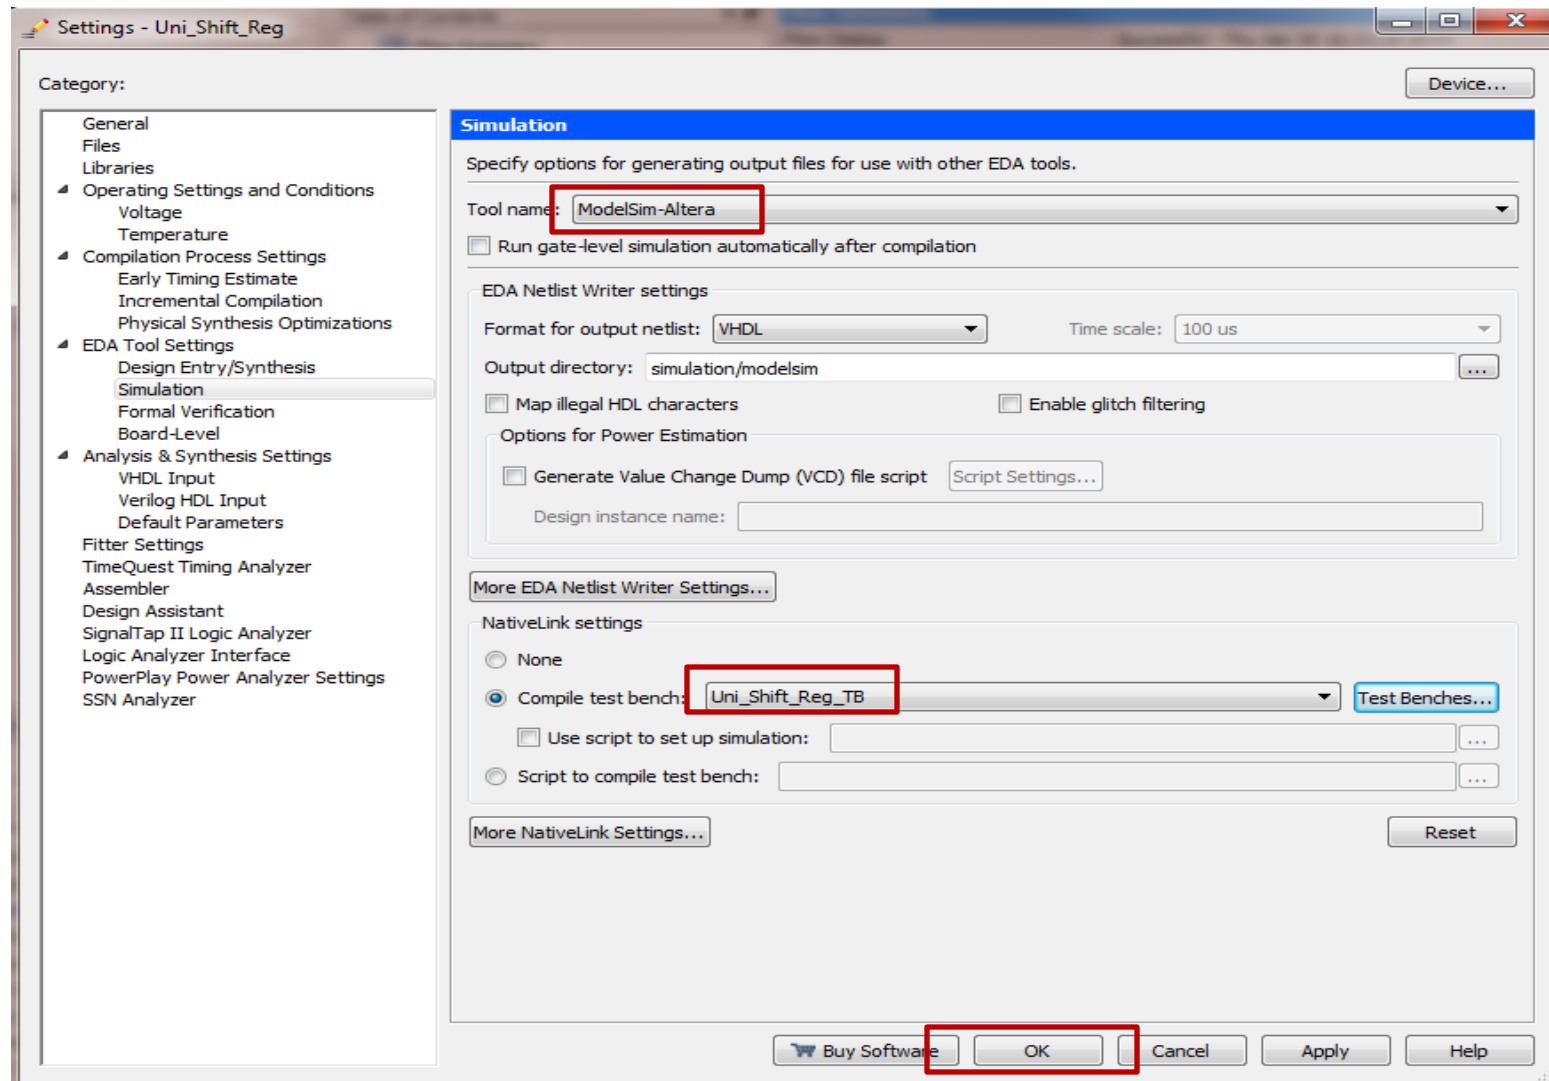 Settings - Uni_Shift_Reg
Category:
Device...
General
Files
Libraries
Operating Settings and Conditions
Voltage
Temperature
Compilation Process Settings
Early Timing Estimate
Incremental Compilation
Physical Synthesis Optimizations
EDA Tool Settings
Design Entry/Synthesis
Simulation
Formal Verification
Board-Level
Analysis & Synthesis Settings
VHDL Input
Verilog HDL Input
Default Parameters
Fitter Settings
TimeQuest Timing Analyzer
Assembler
Design Assistant
SignalTap II Logic Analyzer
Logic Analyzer Interface
PowerPlay Power Analyzer Settings
SSN Analyzer
Simulation
Specify options for generating output files for use with other EDA tools.
Tool name: ModelSim-Altera
Run gate-level simulation automatically after compilation
EDA Netlist Writer settings
Format for output netlist: VHDL Time scale: 100 us
Output directory: simulation/modelsim ...
Map illegal HDL characters Enable glitch filtering
Options for Power Estimation
Generate Value Change Dump (VCD) file script Script Settings...
Design instance name:
More EDA Netlist Writer Settings...
NativeLink settings
None
Compile test bench: Uni_Shift_Reg_TB Test Benches...
Use script to set up simulation: ...
Script to compile test bench: ...
More NativeLink Settings... Reset
Buy Software OK Cancel Apply Help